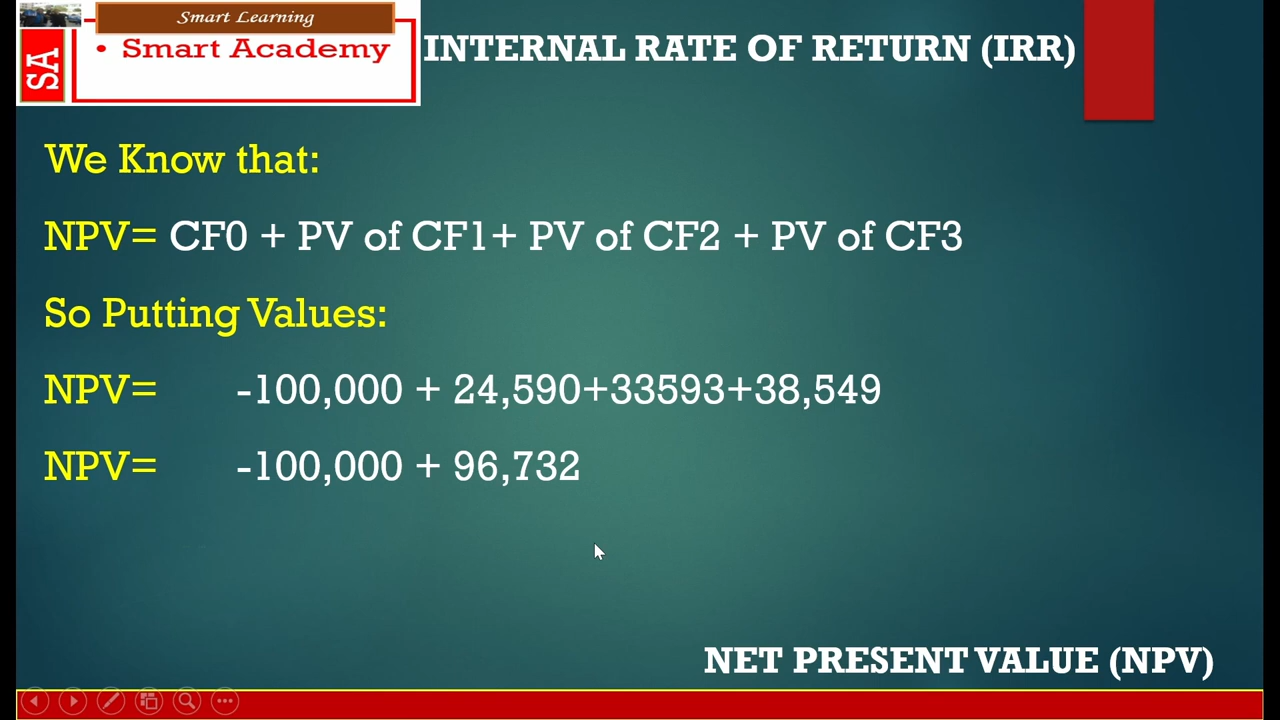 Smart Learning
SA
• Smart Academy
INTERNAL RATE OF RETURN (IRR)
We Know that:
NPV= CF0 + PV of CF1+ PV of CF2 + PV of CF3
So Putting Values:
NPV= -100,000 + 24,590+33593+38,549
NPV= -100,000 + 96,732
NET PRESENT VALUE (NPV)